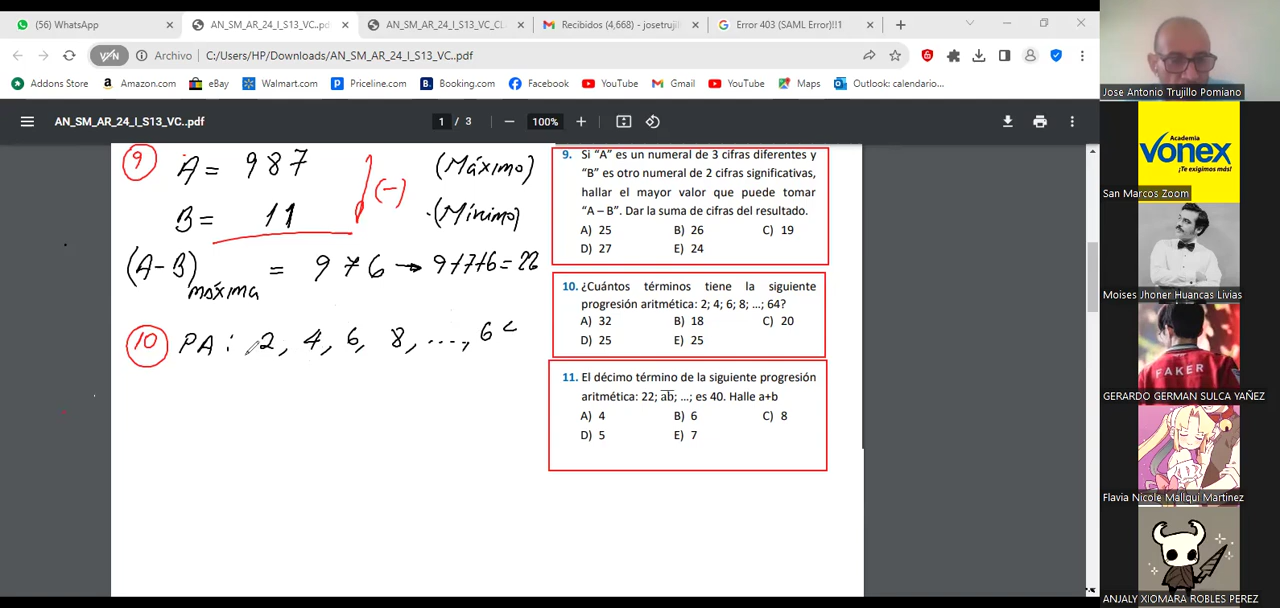 (56) WhatsApp
AN_SM_AR_24_I_S13_VC..pd
AN_SM_AR_24_I_S13_VC_CL
Recibidos (4,668) - josetrujill
Error 403 (SAML Error)!!1
Archivo
C:/Users/HP/Downloads/AN_SM_AR_24_I_S13_VC..pdf
Addons Store
Amazon.com
eBay
Walmart.com
Priceline.com
Booking.com
Facebook
YouTube
Gmail
YouTube
Maps
Outlook: calendario...
AN_SM_AR_24_I_S13_VC..pdf
1 / 3
100%
9 A = 987 (Máximo)
(-)
B = 11 (Mínimo)
(A-B)máxima = 976 → 9+7+6=22
10 PA: 2, 4, 6, 8, ...., 6
9. Si “A” es un numeral de 3 cifras diferentes y
“B” es otro numeral de 2 cifras significativas,
hallar el mayor valor que puede tomar
“A – B”. Dar la suma de cifras del resultado.
A) 25 B) 26 C) 19
D) 27 E) 24
10. ¿Cuántos términos tiene la siguiente
progresión aritmética: 2; 4; 6; 8; ...; 64?
A) 32 B) 18 C) 20
D) 25 E) 25
11. El décimo término de la siguiente progresión
aritmética: 22; a̅b̅; ...; es 40. Halle a+b
A) 4 B) 6 C) 8
D) 5 E) 7
Jose Antonio Trujillo Pomiano
Academia
Vonex
¡Te exigimos más!
San Marcos Zoom
Moises Jhoner Huancas Livias
FAKER
GERARDO GERMAN SULCA YAÑEZ
Flavia Nicole Mallqui Martinez
ANJALY XIOMARA ROBLES PEREZ